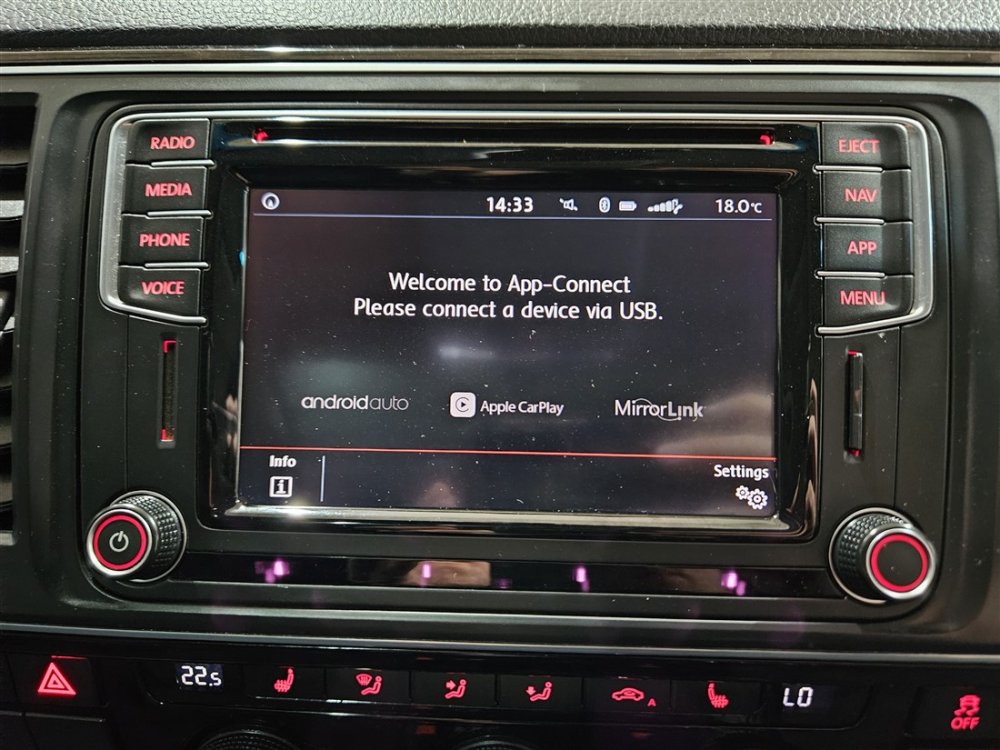 RADIO
MEDIA
PHONE
VOICE
EJECT
NAV
APP
MENU
14:33
18.0°C
Welcome to App-Connect
Please connect a device via USB.
androidauto
Apple CarPlay
MirrorLink
Info
i
Settings
22.5
A
LO
OFF